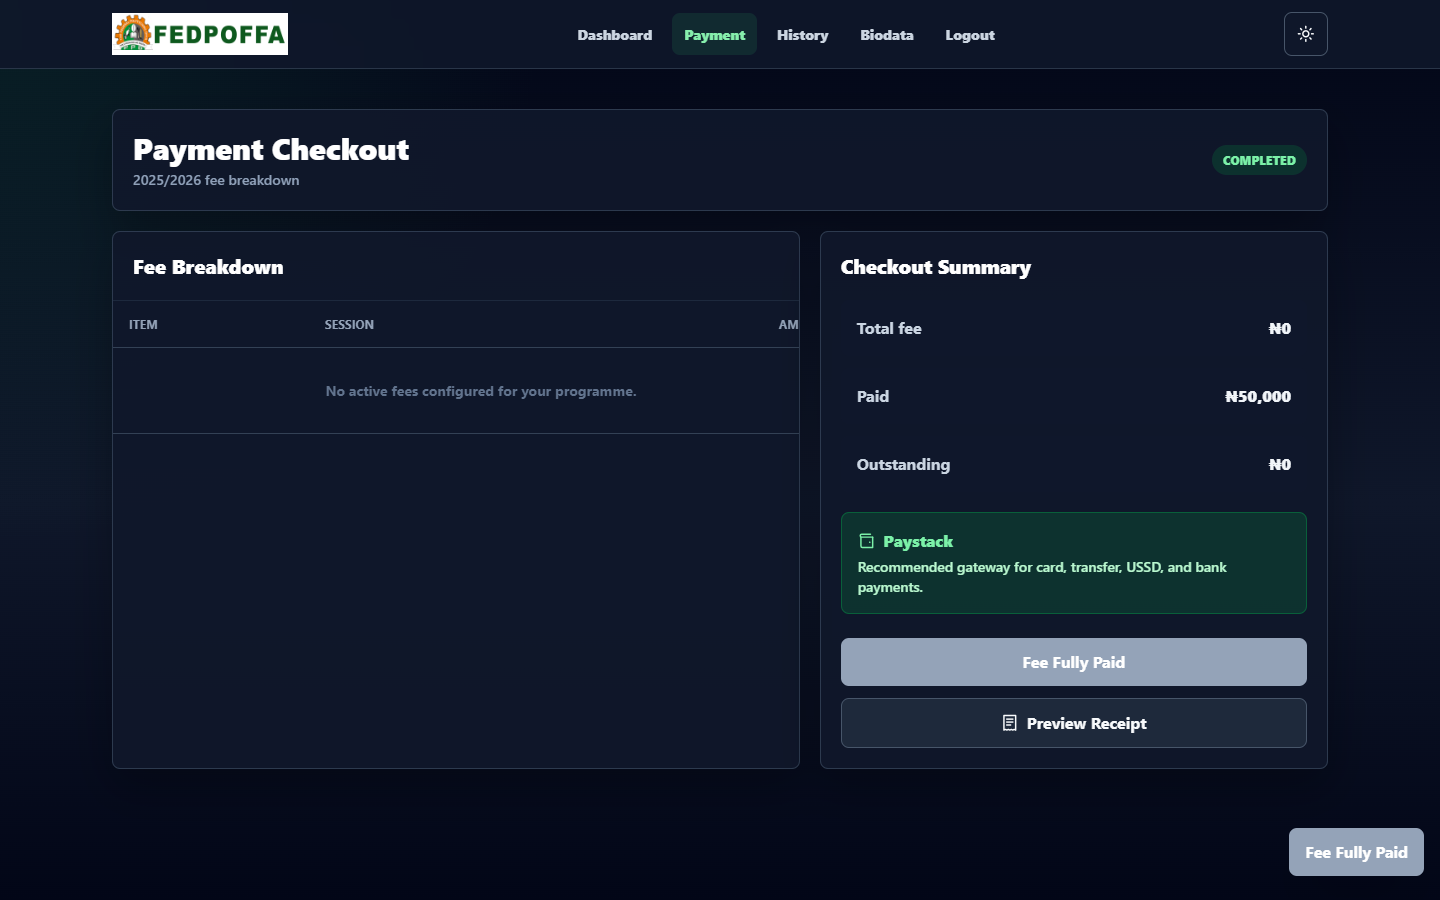 FEDPOFFA
Dashboard
Payment
History
Biodata
Logout
Payment Checkout
2025/2026 fee breakdown
COMPLETED
Fee Breakdown
ITEM
SESSION
AM
No active fees configured for your programme.
Checkout Summary
Total fee
₦0
Paid
₦50,000
Outstanding
₦0
Paystack
Recommended gateway for card, transfer, USSD, and bank
payments.
Fee Fully Paid
Preview Receipt
Fee Fully Paid